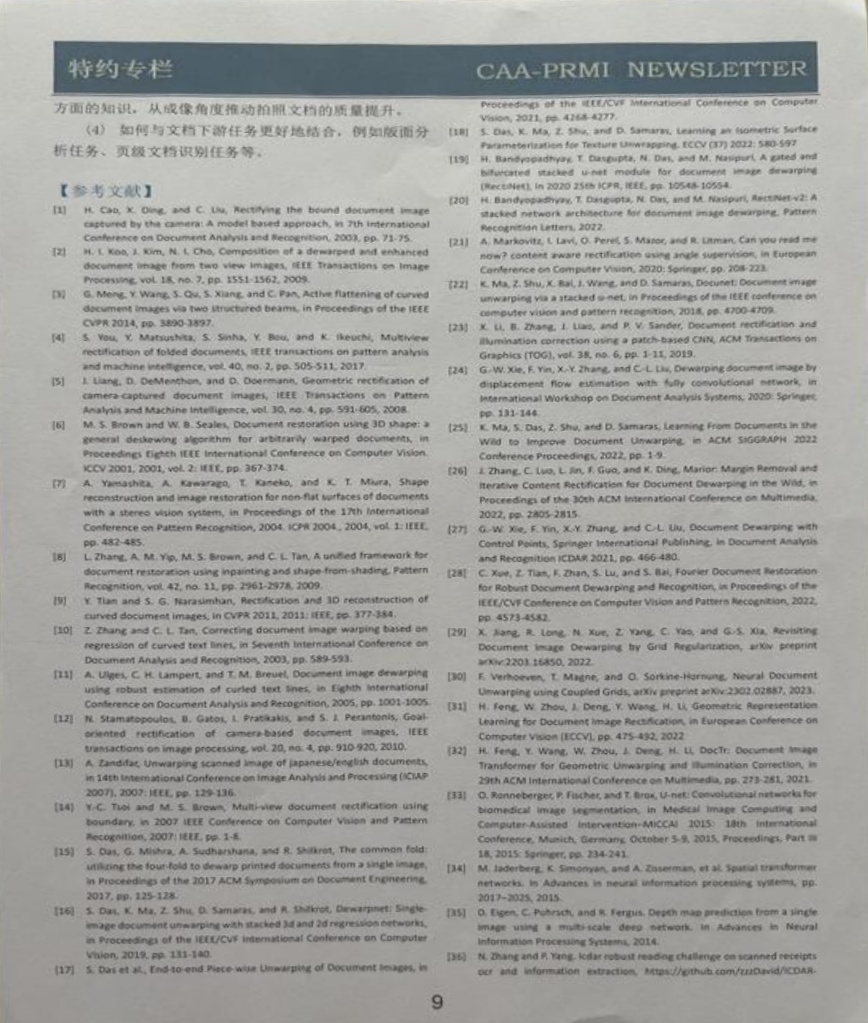 特约专栏
CAA-PRMI NEWSLETTER
方面的知识，从成像角度推动拍照文档的质量提升。
（4）如何与文档下游任务更好地结合，例如版面分
析任务、页级文档识别任务等。
【参考文献】
[1] H. Cao, X. Ding, and C. Liu, Rectifying the bound document image
captured by the camera: A model based approach, in 7th International
Conference on Document Analysis and Recognition, 2003, pp. 71-75.
[2] H. I. Koo, J. Kim, N. I. Cho, Composition of a dewarped and enhanced
document image from two view images, IEEE Transactions on Image
Processing, vol. 18, no. 7, pp. 1551-1562, 2009.
[3] G. Meng, Y. Wang, S. Qu, S. Xiang, and C. Pan, Active flattening of curved
document images via two structured beams, in Proceedings of the IEEE
CVPR 2014, pp. 3890-3897.
[4] S. You, Y. Matsushita, S. Sinha, Y. Bou, and K. Ikeuchi, Multiview
rectification of folded documents, IEEE transactions on pattern analysis
and machine intelligence, vol. 40, no. 2, pp. 505-511, 2017.
[5] J. Liang, D. DeMenthon, and D. Doermann, Geometric rectification of
camera-captured document images, IEEE Transactions on Pattern
Analysis and Machine Intelligence, vol. 30, no. 4, pp. 591-605, 2008.
[6] M. S. Brown and W. B. Seales, Document restoration using 3D shape: a
general deskewing algorithm for arbitrarily warped documents, in
Proceedings Eighth IEEE International Conference on Computer Vision.
ICCV 2001, 2001, vol. 2: IEEE, pp. 367-374.
[7] A. Yamashita, A. Kawarago, T. Kaneko, and K. T. Miura, Shape
reconstruction and image restoration for non-flat surfaces of documents
with a stereo vision system, in Proceedings of the 17th International
Conference on Pattern Recognition, 2004. ICPR 2004., 2004, vol. 1: IEEE,
pp. 482-485.
[8] L. Zhang, A. M. Yip, M. S. Brown, and C. L. Tan, A unified framework for
document restoration using inpainting and shape-from-shading, Pattern
Recognition, vol. 42, no. 11, pp. 2961-2978, 2009.
[9] Y. Tian and S. G. Narasimhan, Rectification and 3D reconstruction of
curved document images, in CVPR 2011, 2011: IEEE, pp. 377-384.
[10] Z. Zhang and C. L. Tan, Correcting document image warping based on
regression of curved text lines, in Seventh International Conference on
Document Analysis and Recognition, 2003, pp. 589-593.
[11] A. Ulges, C. H. Lampert, and T. M. Breuel, Document image dewarping
using robust estimation of curled text lines, in Eighth International
Conference on Document Analysis and Recognition, 2005, pp. 1001-1005.
[12] N. Stamatopoulos, B. Gatos, I. Pratikakis, and S. J. Perantonis, Goal-
oriented rectification of camera-based document images, IEEE
transactions on image processing, vol. 20, no. 4, pp. 910-920, 2010.
[13] A. Zandifar, Unwarping scanned image of japanese/english documents,
in 14th International Conference on Image Analysis and Processing (ICIAP
2007), 2007: IEEE, pp. 129-136.
[14] Y.-C. Tsoi and M. S. Brown, Multi-view document rectification using
boundary, in 2007 IEEE Conference on Computer Vision and Pattern
Recognition, 2007: IEEE, pp. 1-8.
[15] S. Das, G. Mishra, A. Sudharshana, and R. Shilkrot, The common fold:
utilizing the four-fold to dewarp printed documents from a single image,
in Proceedings of the 2017 ACM Symposium on Document Engineering,
2017, pp. 125-128.
[16] S. Das, K. Ma, Z. Shu, D. Samaras, and R. Shilkrot, Dewarpnet: Single-
image document unwarping with stacked 3d and 2d regression networks,
in Proceedings of the IEEE/CVF International Conference on Computer
Vision, 2019, pp. 131-140.
[17] S. Das et al., End-to-end Piece-wise Unwarping of Document Images, in
Proceedings of the IEEE/CVF International Conference on Computer
Vision, 2021, pp. 4268-4277.
[18] S. Das, K. Ma, Z. Shu, and D. Samaras, Learning an Isometric Surface
Parameterization for Texture Unwrapping. ECCV (37) 2022: 580-597
[19] H. Bandyopadhyay, T. Dasgupta, N. Das, and M. Nasipuri, A gated and
bifurcated stacked u-net module for document image dewarping
(RectiNet), in 2020 25th ICPR, IEEE, pp. 10548-10554.
[20] H. Bandyopadhyay, T. Dasgupta, N. Das, and M. Nasipuri, RectiNet-v2: A
stacked network architecture for document image dewarping, Pattern
Recognition Letters, 2022.
[21] A. Markovitz, I. Lavi, O. Perel, S. Mazor, and R. Litman. Can you read me
now? content aware rectification using angle supervision, in European
Conference on Computer Vision, 2020: Springer, pp. 208-223.
[22] K. Ma, Z. Shu, X. Bai, J. Wang, and D. Samaras, Docunet: Document image
unwarping via a stacked u-net, in Proceedings of the IEEE conference on
computer vision and pattern recognition, 2018, pp. 4700-4709.
[23] X. Li, B. Zhang, J. Liao, and P. V. Sander, Document rectification and
illumination correction using a patch-based CNN, ACM Transactions on
Graphics (TOG), vol. 38, no. 6, pp. 1-11, 2019.
[24] G.-W. Xie, F. Yin, X.-Y. Zhang, and C.-L. Liu, Dewarping document image by
displacement flow estimation with fully convolutional network, in
International Workshop on Document Analysis Systems, 2020: Springer,
pp. 131-144.
[25] K. Ma, S. Das, Z. Shu, and D. Samaras, Learning From Documents in the
Wild to Improve Document Unwarping, in ACM SIGGRAPH 2022
Conference Proceedings, 2022, pp. 1-9.
[26] J. Zhang, C. Luo, L. Jin, F. Guo, and K. Ding, Marior: Margin Removal and
Iterative Content Rectification for Document Dewarping in the Wild, in
Proceedings of the 30th ACM International Conference on Multimedia,
2022, pp. 2805-2815.
[27] G.-W. Xie, F. Yin, X.-Y. Zhang, and C.-L. Liu, Document Dewarping with
Control Points, Springer International Publishing, in Document Analysis
and Recognition ICDAR 2021, pp. 466-480.
[28] C. Xue, Z. Tian, F. Zhan, S. Lu, and S. Bai, Fourier Document Restoration
for Robust Document Dewarping and Recognition, in Proceedings of the
IEEE/CVF Conference on Computer Vision and Pattern Recognition, 2022,
pp. 4573-4582.
[29] X. Jiang, R. Long, N. Xue, Z. Yang, C. Yao, and G.-S. Xia, Revisiting
Document Image Dewarping by Grid Regularization, arXiv preprint
arXiv:2203.16850, 2022.
[30] F. Verhoeven, T. Magne, and O. Sorkine-Hornung, Neural Document
Unwarping using Coupled Grids, arXiv preprint arXiv:2302.02887, 2023.
[31] H. Feng, W. Zhou, J. Deng, Y. Wang, H. Li, Geometric Representation
Learning for Document Image Rectification, in European Conference on
Computer Vision (ECCV), pp. 475-492, 2022
[32] H. Feng, Y. Wang, W. Zhou, J. Deng, H. Li, DocTr: Document Image
Transformer for Geometric Unwarping and Illumination Correction, in
29th ACM International Conference on Multimedia, pp. 273-281, 2021.
[33] O. Ronneberger, P. Fischer, and T. Brox, U-net: Convolutional networks for
biomedical image segmentation, in Medical Image Computing and
Computer-Assisted Intervention–MICCAI 2015: 18th International
Conference, Munich, Germany, October 5-9, 2015, Proceedings, Part III
18, 2015: Springer, pp. 234-241.
[34] M. Jaderberg, K. Simonyan, and A. Zisserman, et al. Spatial transformer
networks. In Advances in neural information processing systems, pp.
2017–2025, 2015.
[35] D. Eigen, C. Puhrsch, and R. Fergus. Depth map prediction from a single
image using a multi-scale deep network. In Advances in Neural
Information Processing Systems, 2014.
[36] N. Zhang and P. Yang. Icdar robust reading challenge on scanned receipts
ocr and information extraction, https://github.com/zzzDavid/ICDAR-
9